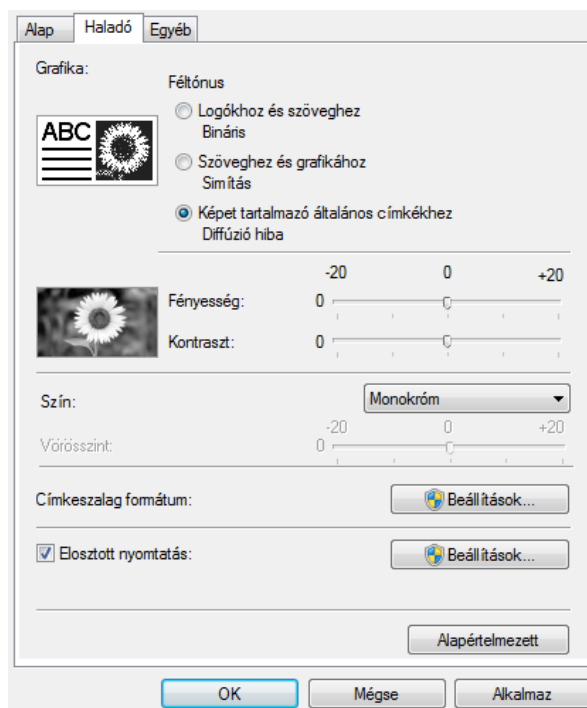 Alap Haladó Egyéb
Grafika:
Féltónus
Logókhoz és szöveghez
Bináris
ABC
Szöveghez és grafikához
Simítás
Képet tartalmazó általános címkékhez
Diffúzió hiba
-20 0 +20
Fényesség: 0
Kontraszt: 0
Szín: Monokróm
-20 0 +20
Vörösszint: 0
Címkeszalag formátum: Beállítások...
Elosztott nyomtatás: Beállítások...
Alapértelmezett
OK Mégse Alkalmaz